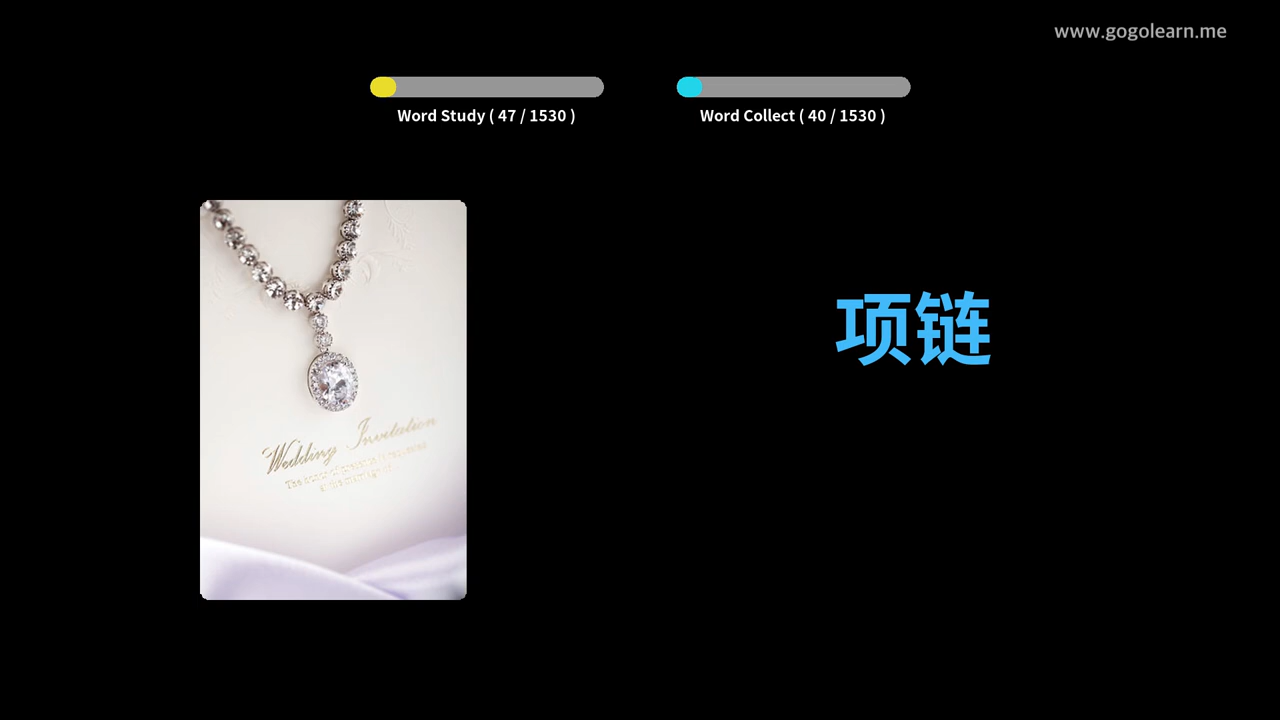 www.gogolearn.me
Word Study ( 47 / 1530 )
Word Collect ( 40 / 1530 )
项链
Wedding Invitation